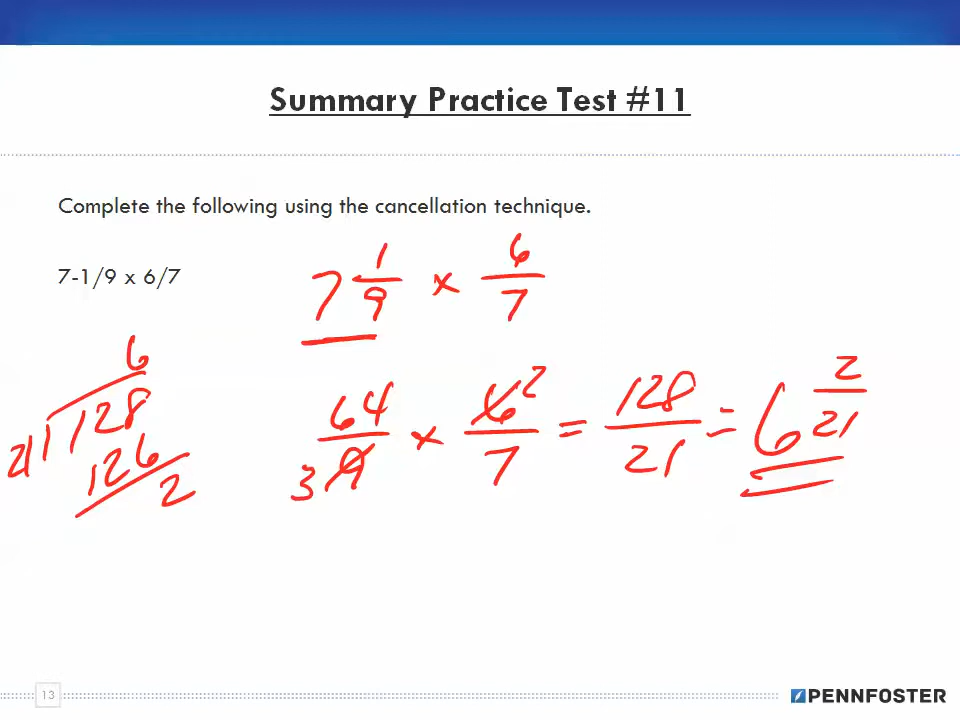 Summary Practice Test #11
Complete the following using the cancellation technique.
7-1/9 x 6/7
7 1/9 x 6/7
64/9 3 x 6/7 2 = 128/21 = 6 2/21
6
21 128
126
2
13
PENNFOSTER